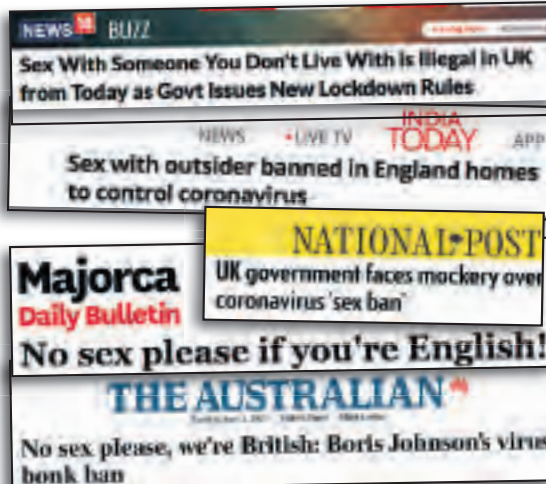 NEWS 18 BUZZ
Sex With Someone You Don't Live With is Illegal in UK
from Today as Govt Issues New Lockdown Rules
NEWS LIVE TV INDIA TODAY APP
Sex with outsider banned in England homes
to control coronavirus
NATIONAL POST
UK government faces mockery over
coronavirus 'sex ban'
Majorca
Daily Bulletin
No sex please if you're English!
THE AUSTRALIAN
No sex please, we're British: Boris Johnson's virus
bonk ban